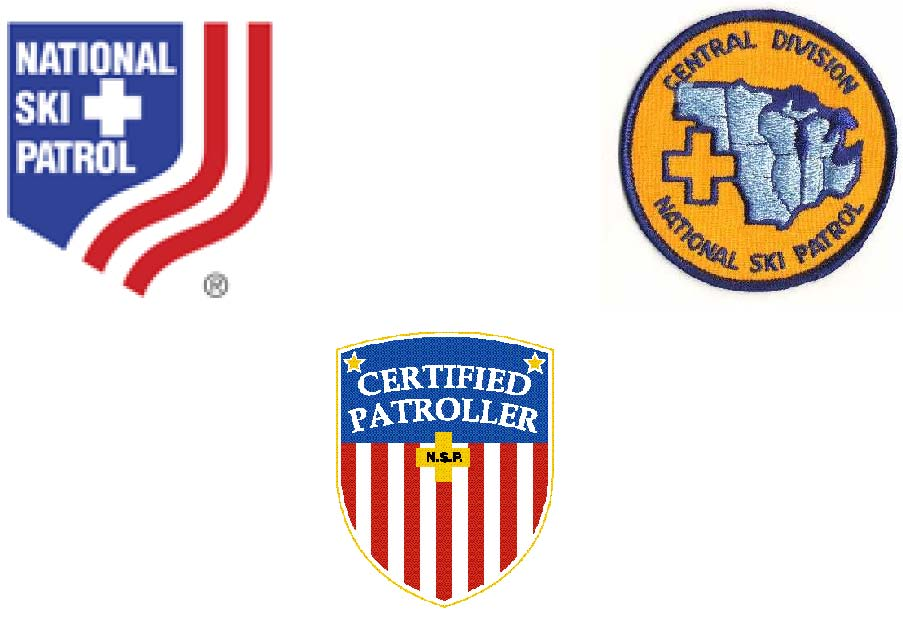 NATIONAL
SKI
PATROL
®
CENTRAL DIVISION
NATIONAL SKI PATROL
CERTIFIED
PATROLLER
N.S.P.